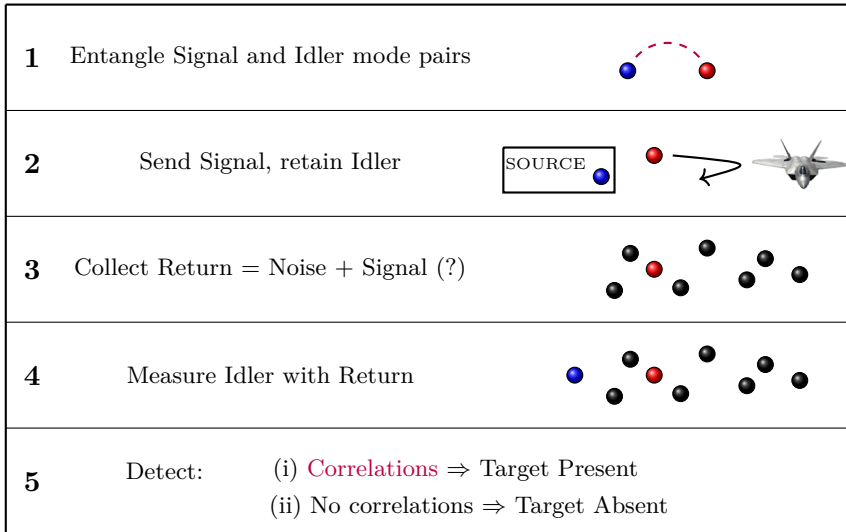 1 Entangle Signal and Idler mode pairs
2 Send Signal, retain Idler SOURCE
3 Collect Return = Noise + Signal (?)
4 Measure Idler with Return
5 Detect: (i) Correlations ⇒ Target Present
(ii) No correlations ⇒ Target Absent